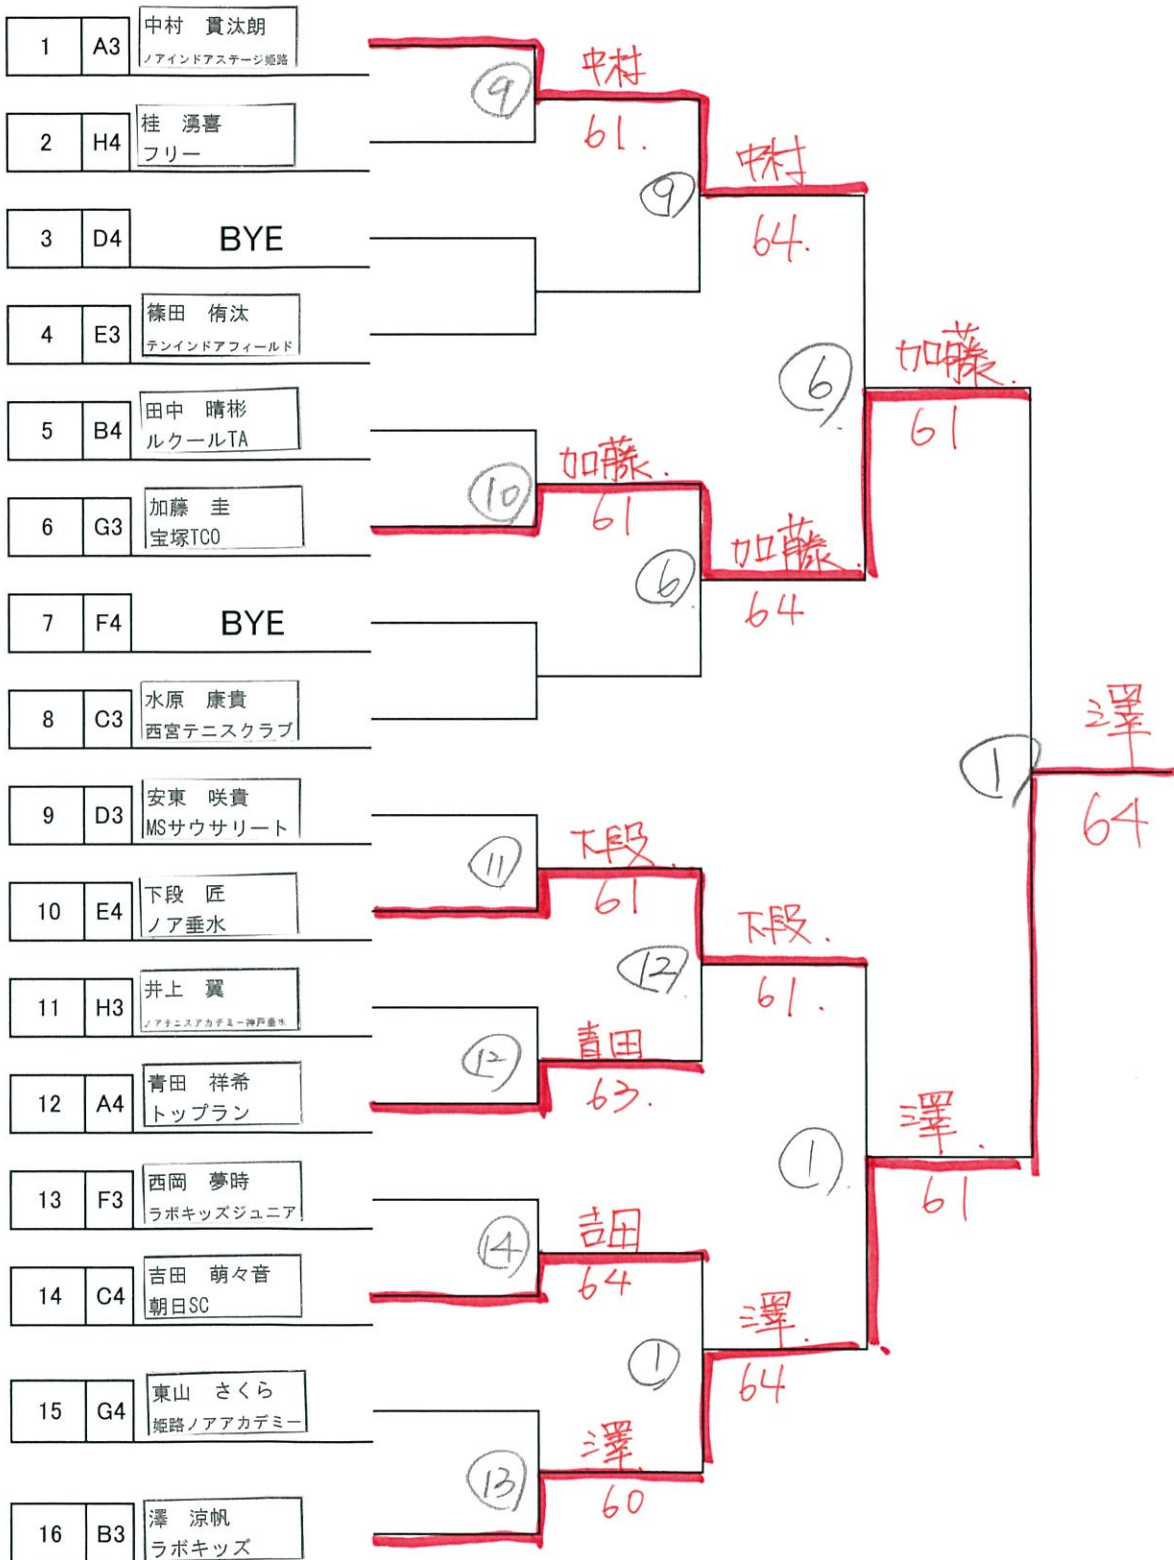 1 A3 中村 貫汰朗
ノアインドアステージ姫路
2 H4 桂 湧喜
フリー
3 D4 BYE
4 E3 篠田 侑汰
テンインドアフィールド
5 B4 田中 晴彬
ルクールTA
6 G3 加藤 圭
宝塚TCO
7 F4 BYE
8 C3 水原 康貴
西宮テニスクラブ
9 D3 安東 咲貴
MSサウサリート
10 E4 下段 匠
ノア垂水
11 H3 井上 翼
ノアテニスアカデミー神戸垂水
12 A4 青田 祥希
トップラン
13 F3 西岡 夢時
ラボキッズジュニア
14 C4 吉田 萌々音
朝日SC
15 G4 東山 さくら
姫路ノアアカデミー
16 B3 澤 涼帆
ラボキッズ
⑨
中村
61.
⑩
加藤.
61
⑪
下段.
61
⑫
青田
63.
⑭
吉田
64
⑬
澤.
60
⑨
中村
64.
⑥
加藤.
64
⑫
下段.
61.
①
澤.
64
⑥
加藤.
61
①
澤.
61
①
澤
64